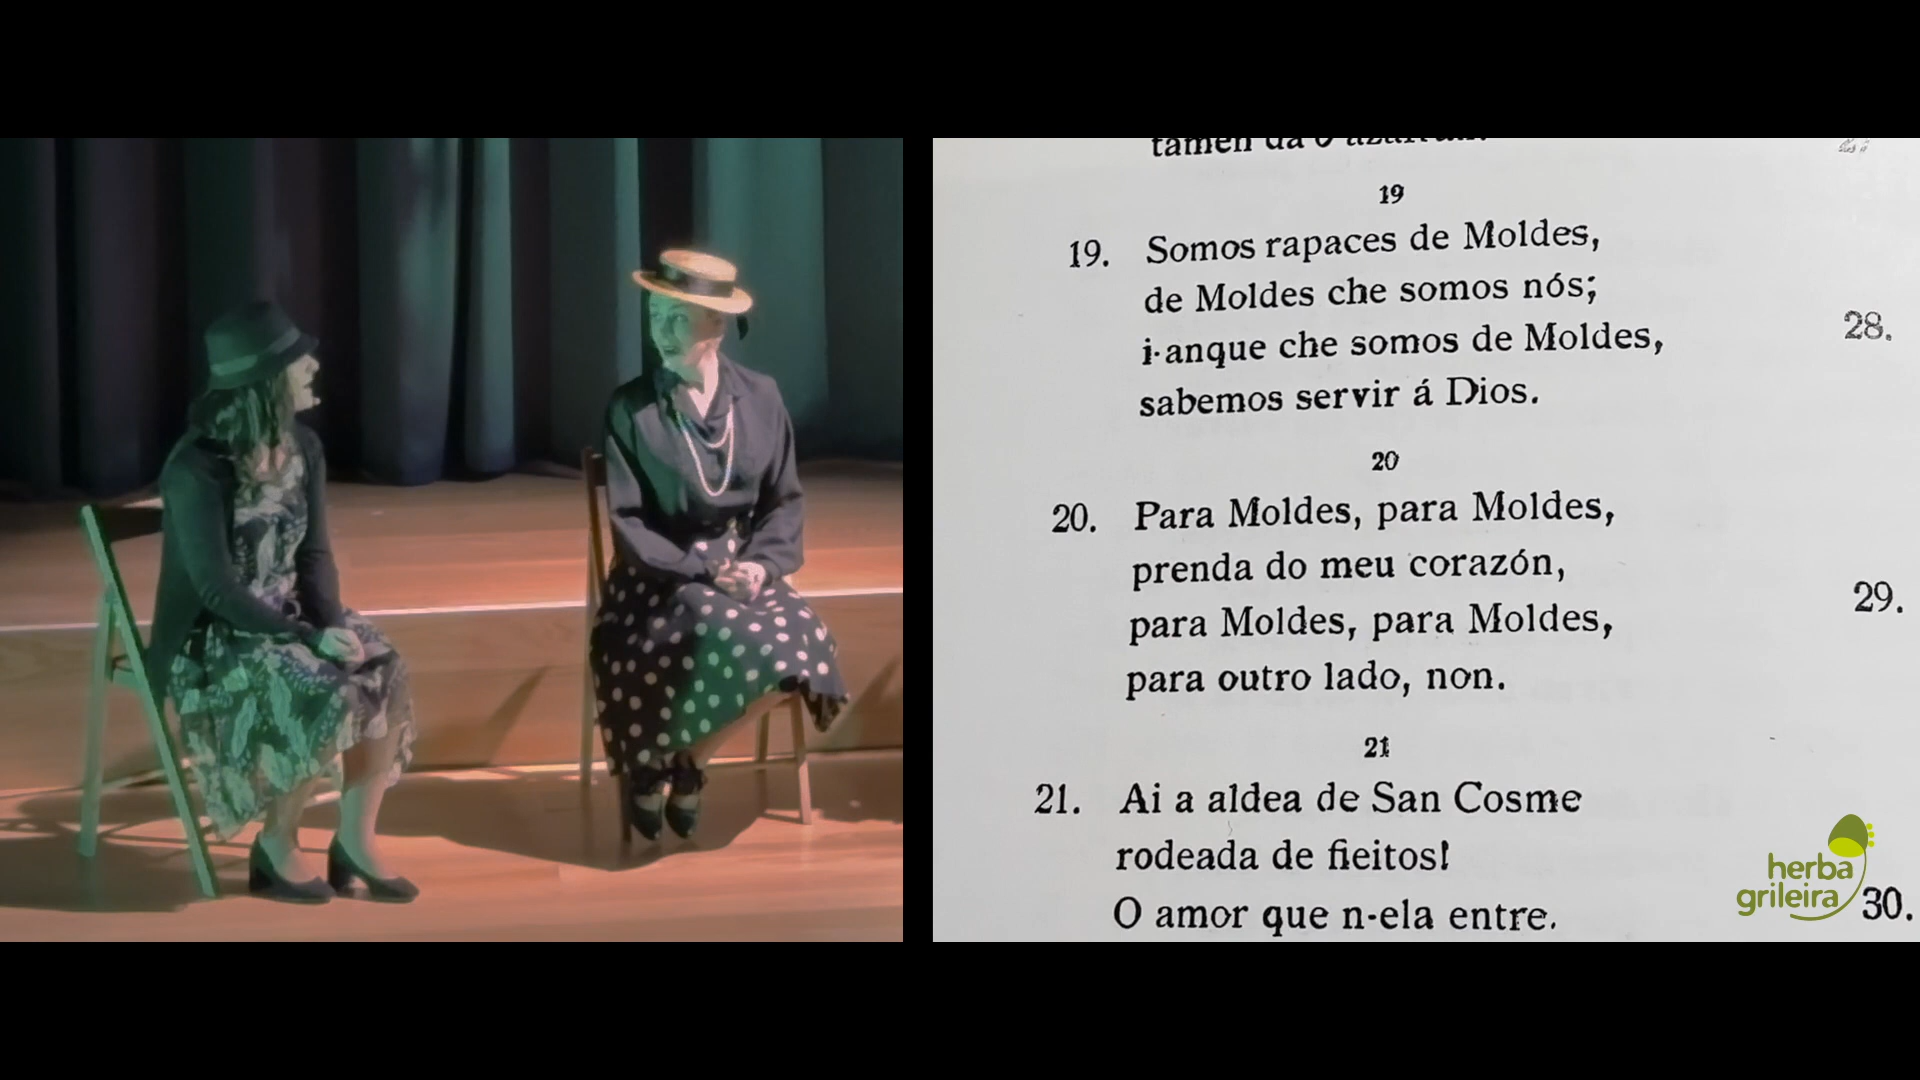 tamén da o
19
19. Somos rapaces de Moldes,
de Moldes che somos nós;
i-anque che somos de Moldes,
sabemos servir á Dios.
20
20. Para Moldes, para Moldes,
prenda do meu corazón,
para Moldes, para Moldes,
para outro lado, non.
21
21. Ai a aldea de San Cosme
rodeada de fieitos!
O amor que n-ela entre.
28.
29.
30.
herba
grileira